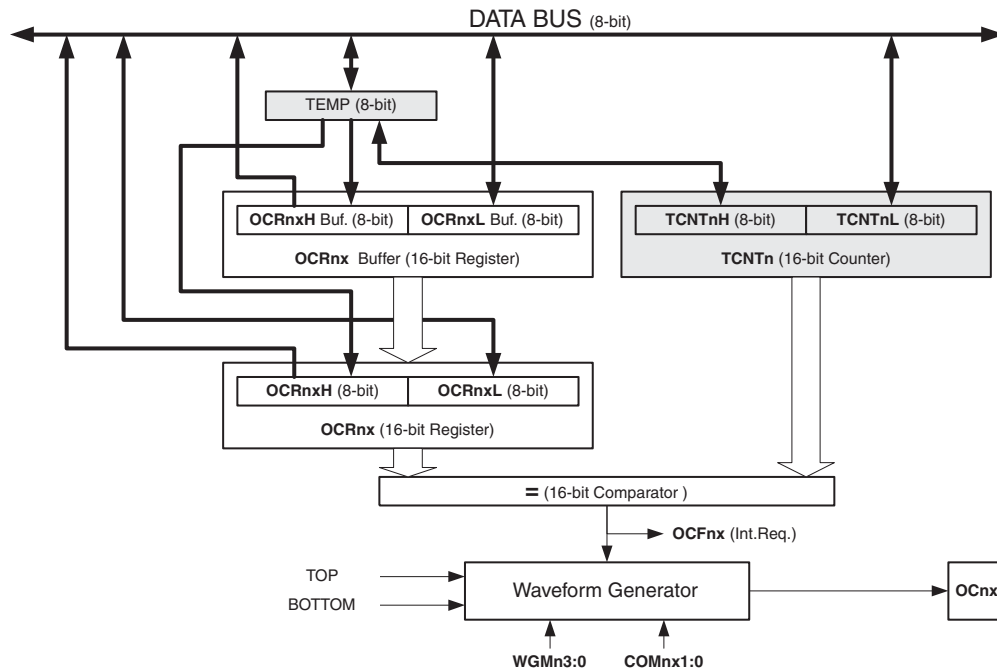 DATA BUS (8-bit)
TEMP (8-bit)
OCRnxH Buf. (8-bit) OCRnxL Buf. (8-bit)
OCRnx Buffer (16-bit Register)
TCNTnH (8-bit) TCNTnL (8-bit)
TCNTn (16-bit Counter)
OCRnxH (8-bit) OCRnxL (8-bit)
OCRnx (16-bit Register)
= (16-bit Comparator )
OCFnx (Int.Req.)
TOP
BOTTOM
Waveform Generator
OCnx
WGMn3:0 COMnx1:0